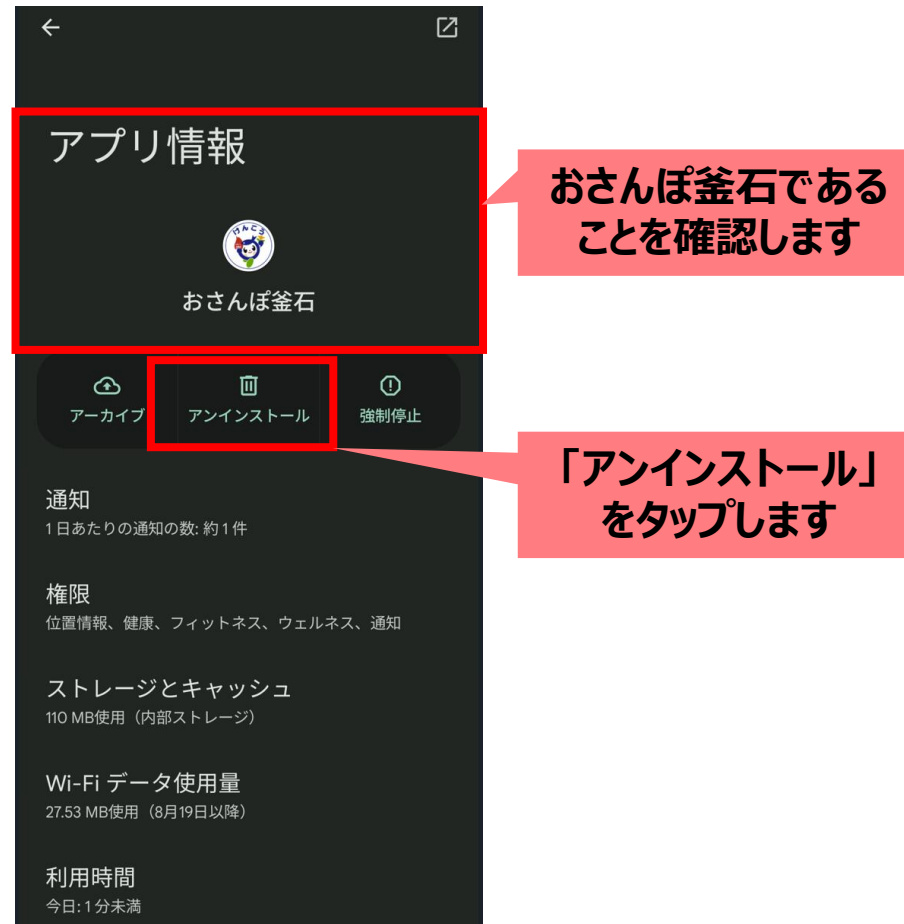 アプリ情報
けんころ
おさんぽ釜石
アーカイブ
アンインストール
強制停止
通知
1日あたりの通知の数: 約1件
権限
位置情報、健康、フィットネス、ウェルネス、通知
ストレージとキャッシュ
110 MB使用（内部ストレージ）
Wi-Fi データ使用量
27.53 MB使用（8月19日以降）
利用時間
今日: 1分未満
おさんぽ釜石である
ことを確認します
「アンインストール」
をタップします